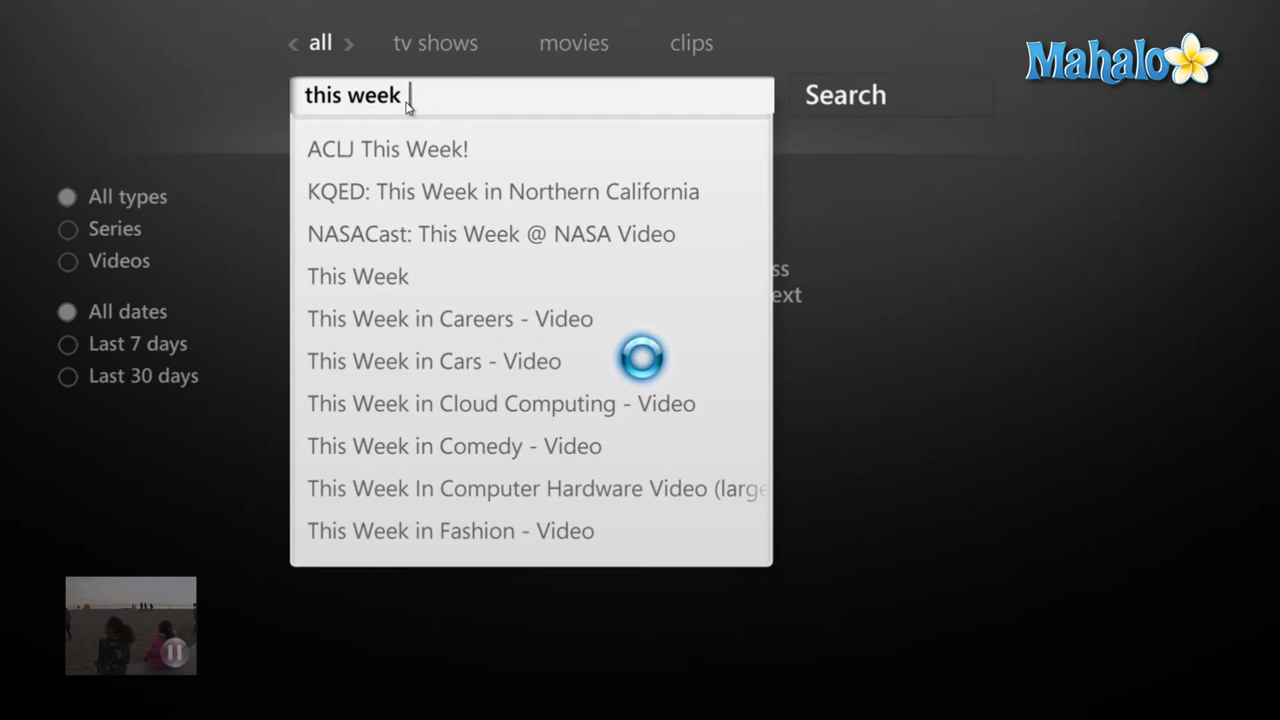 all
tv shows
movies
clips
Mahalo
this week
Search
ACLJ This Week!
KQED: This Week in Northern California
NASACast: This Week @ NASA Video
This Week
This Week in Careers - Video
This Week in Cars - Video
This Week in Cloud Computing - Video
This Week in Comedy - Video
This Week In Computer Hardware Video (large
This Week in Fashion - Video
All types
Series
Videos
All dates
Last 7 days
Last 30 days
ss
ext